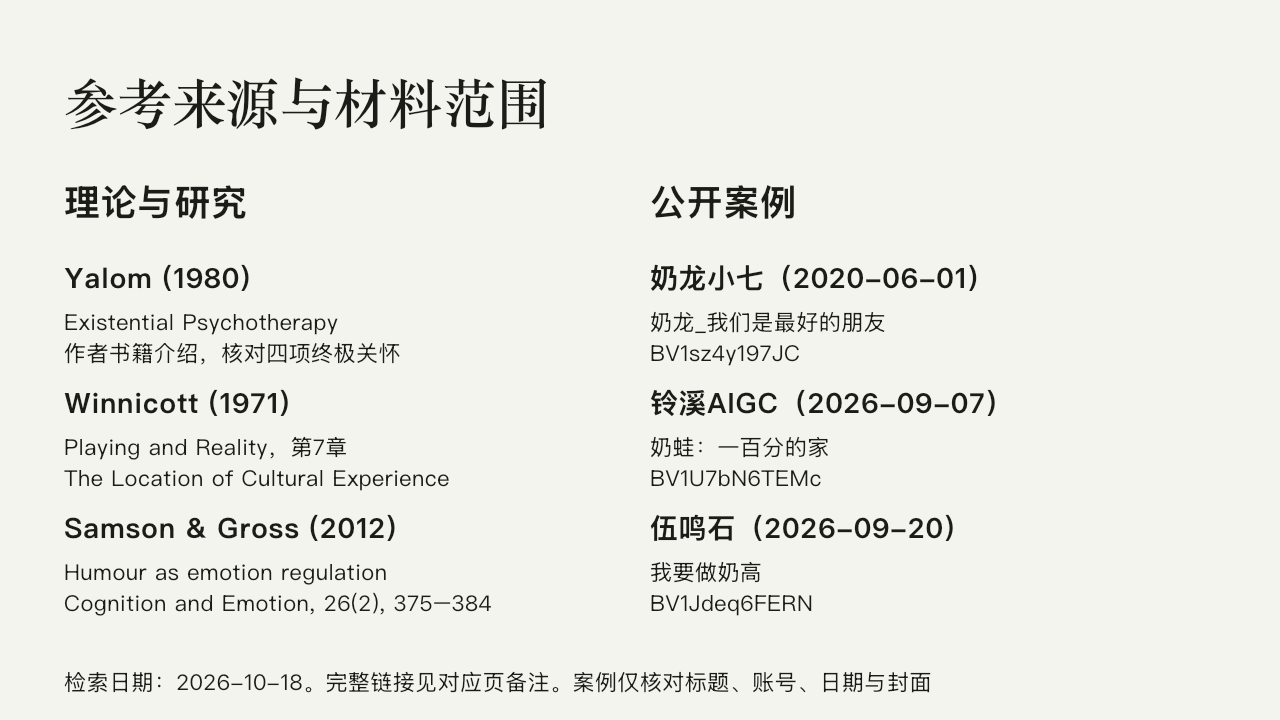 参考来源与材料范围
理论与研究
Yalom (1980)
Existential Psychotherapy
作者书籍介绍，核对四项终极关怀
Winnicott (1971)
Playing and Reality，第7章
The Location of Cultural Experience
Samson & Gross (2012)
Humour as emotion regulation
Cognition and Emotion, 26(2), 375–384
公开案例
奶龙小七（2020-06-01）
奶龙_我们是最好的朋友
BV1sz4y197JC
铃溪AIGC（2026-09-07）
奶蛙：一百分的家
BV1U7bN6TEMc
伍鸣石（2026-09-20）
我要做奶高
BV1Jdeq6FERN
检索日期：2026-10-18。完整链接见对应页备注。案例仅核对标题、账号、日期与封面